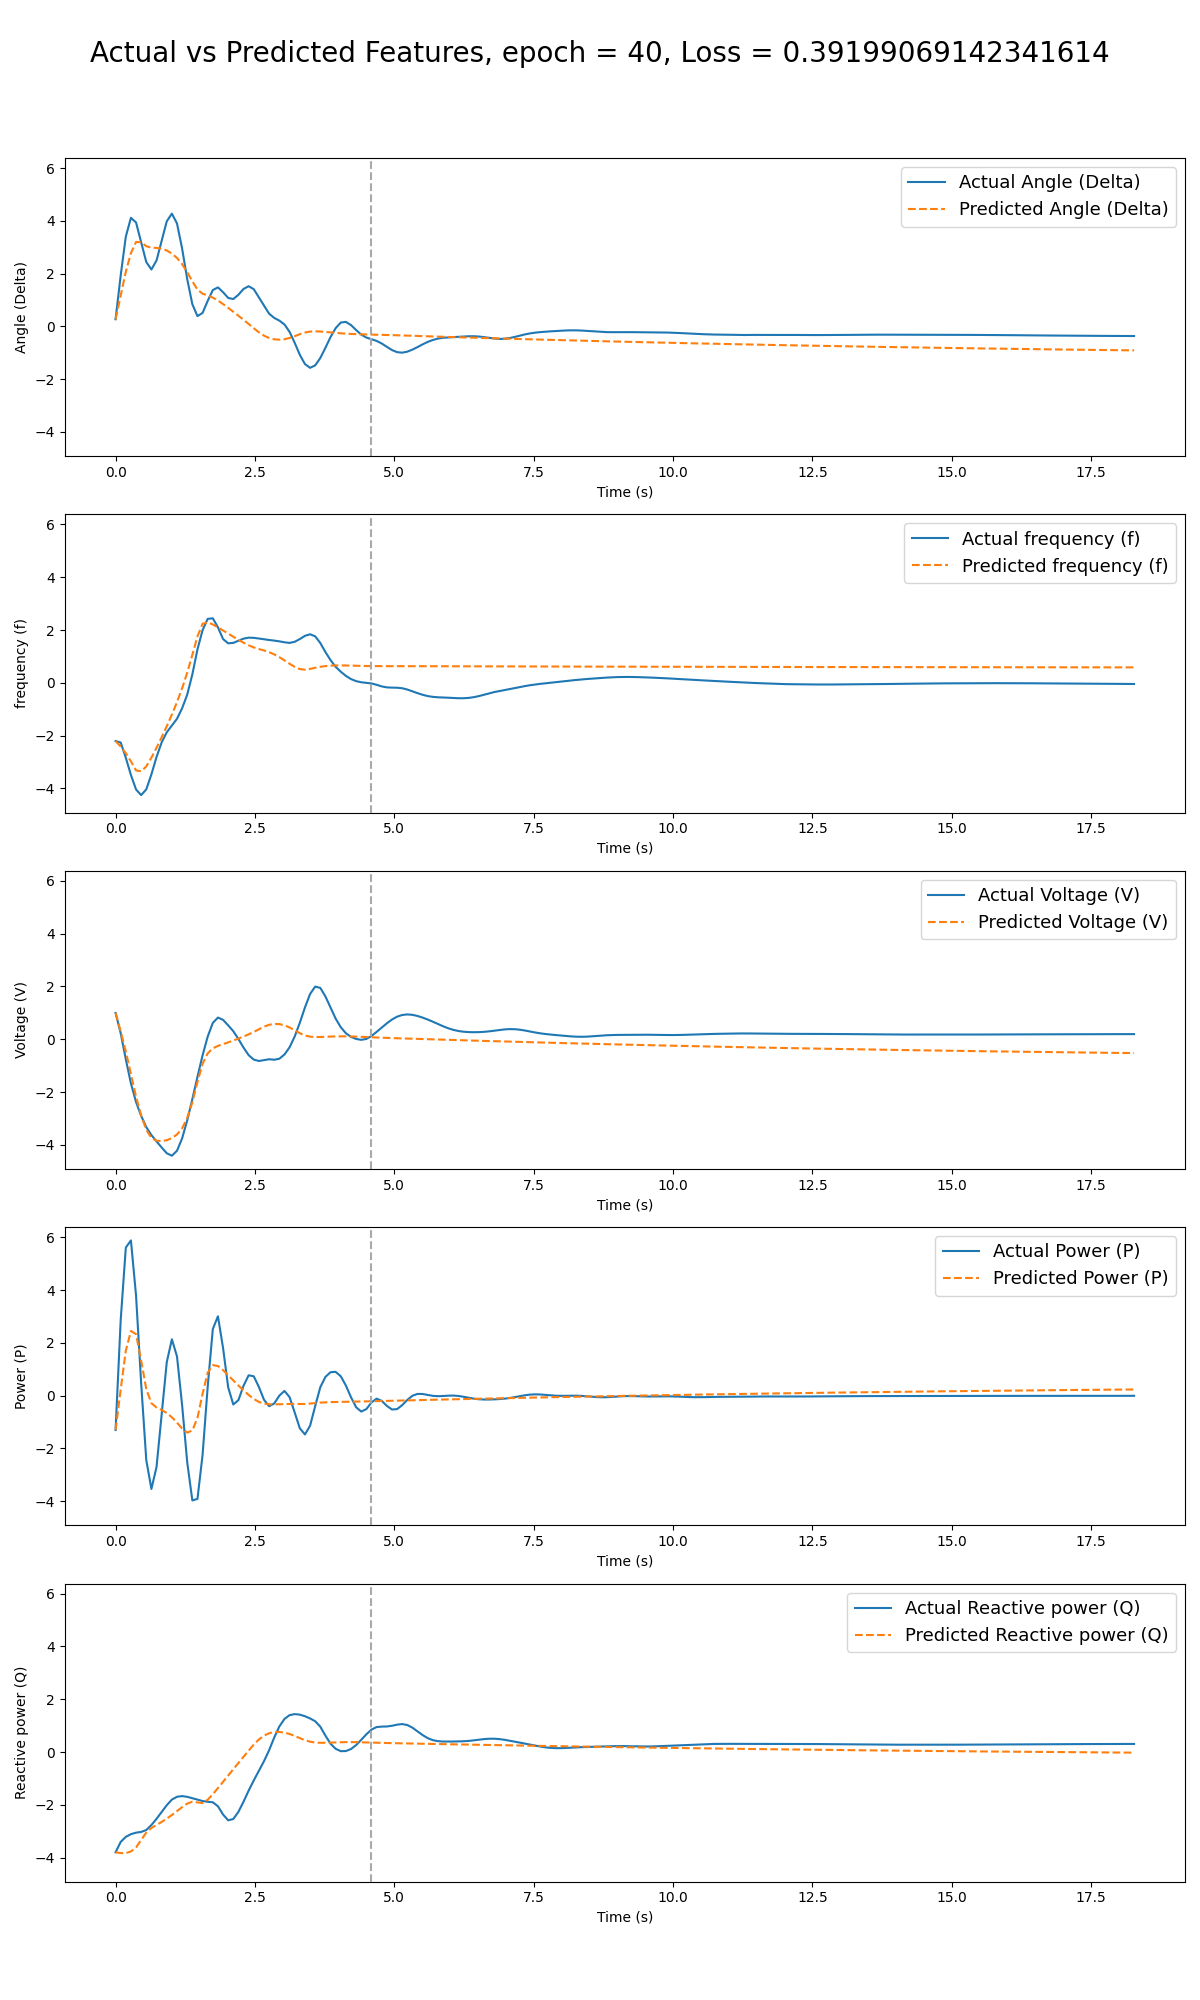 Actual vs Predicted Features, epoch = 40, Loss = 0.39199069142341614
Actual Angle (Delta)
Predicted Angle (Delta)
Angle (Delta)
6
4
2
0
−2
−4
0.0 2.5 5.0 7.5 10.0 12.5 15.0 17.5
Time (s)
Actual frequency (f)
Predicted frequency (f)
frequency (f)
6
4
2
0
−2
−4
0.0 2.5 5.0 7.5 10.0 12.5 15.0 17.5
Time (s)
Actual Voltage (V)
Predicted Voltage (V)
Voltage (V)
6
4
2
0
−2
−4
0.0 2.5 5.0 7.5 10.0 12.5 15.0 17.5
Time (s)
Actual Power (P)
Predicted Power (P)
Power (P)
6
4
2
0
−2
−4
0.0 2.5 5.0 7.5 10.0 12.5 15.0 17.5
Time (s)
Actual Reactive power (Q)
Predicted Reactive power (Q)
Reactive power (Q)
6
4
2
0
−2
−4
0.0 2.5 5.0 7.5 10.0 12.5 15.0 17.5
Time (s)